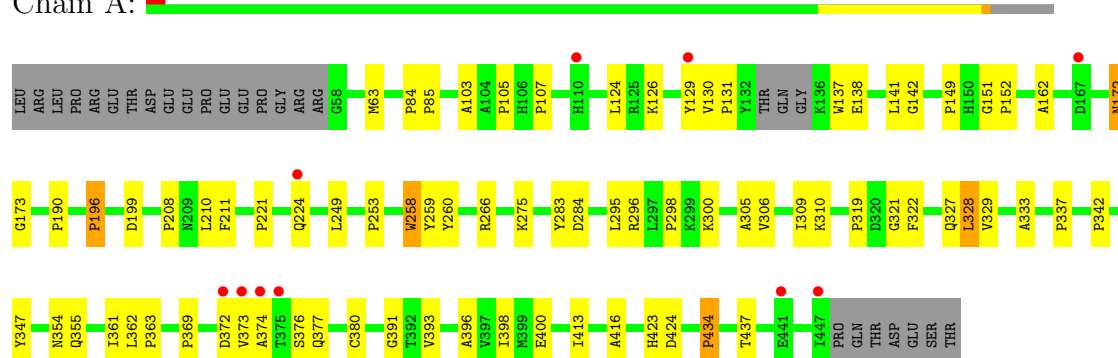 Chain A:
LEU ARG LEU PRO ARG GLU THR ASP GLU GLU PRO GLU GLU PRO GLY ARG ARG G58 M63 P84 P85 A103 A104 P105 H106 P107 H110 L124 R125 K126 Y129 V130 P131 Y132 THR GLN GLY K136 W137 E138 L141 G142 P149 H150 G151 P152 A162 D167 N172
G173 P190 P196 D199 P208 N209 L210 F211 P221 Q224 L249 P253 W258 Y259 Y260 R266 K275 Y283 D284 L295 R296 L297 P298 K299 K300 A305 V306 I309 K310 P319 D320 G321 F322 Q327 L328 V329 A333 P337 P342
Y347 N354 Q355 I361 L362 P363 P369 D372 V373 A374 T375 S376 Q377 C380 G391 T392 V393 A396 V397 I398 M399 E400 I413 A416 H423 D424 P434 T437 E441 I447 PRO GLN THR ASP GLU SER THR